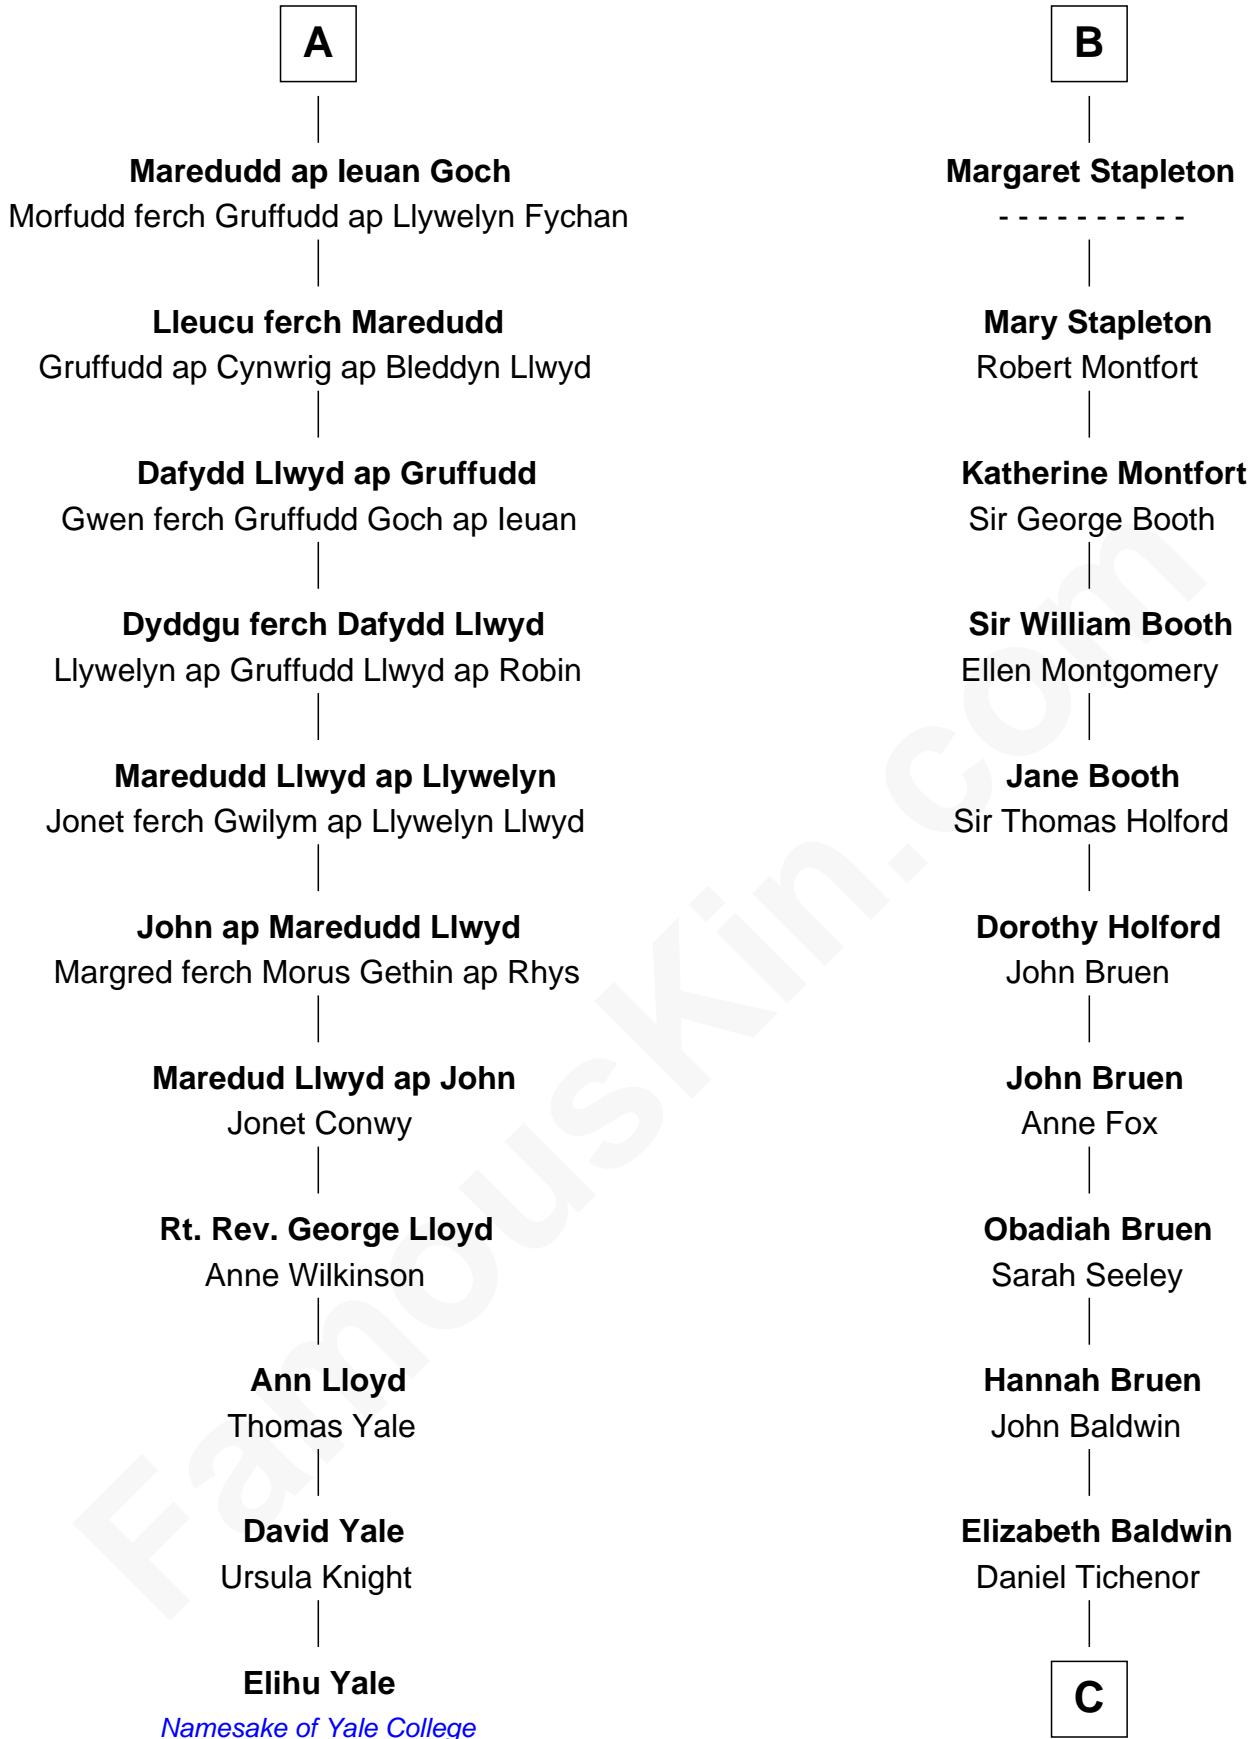 A
Maredudd ap Ieuan Goch
Morfudd ferch Gruffudd ap Llywelyn Fychan
Lleucu ferch Maredudd
Gruffudd ap Cynwrig ap Bleddyn Llwyd
Dafydd Llwyd ap Gruffudd
Gwen ferch Gruffudd Goch ap Ieuan
Dyddgu ferch Dafydd Llwyd
Llywelyn ap Gruffudd Llwyd ap Robin
Maredudd Llwyd ap Llywelyn
Jonet ferch Gwilym ap Llywelyn Llwyd
John ap Maredudd Llwyd
Margred ferch Morus Gethin ap Rhys
Maredud Llwyd ap John
Jonet Conwy
Rt. Rev. George Lloyd
Anne Wilkinson
Ann Lloyd
Thomas Yale
David Yale
Ursula Knight
Elihu Yale
Namesake of Yale College
B
Margaret Stapleton
- - - - - - - - - -
Mary Stapleton
Robert Montfort
Katherine Montfort
Sir George Booth
Sir William Booth
Ellen Montgomery
Jane Booth
Sir Thomas Holford
Dorothy Holford
John Bruen
John Bruen
Anne Fox
Obadiah Bruen
Sarah Seeley
Hannah Bruen
John Baldwin
Elizabeth Baldwin
Daniel Tichenor
C
FamousKin.com